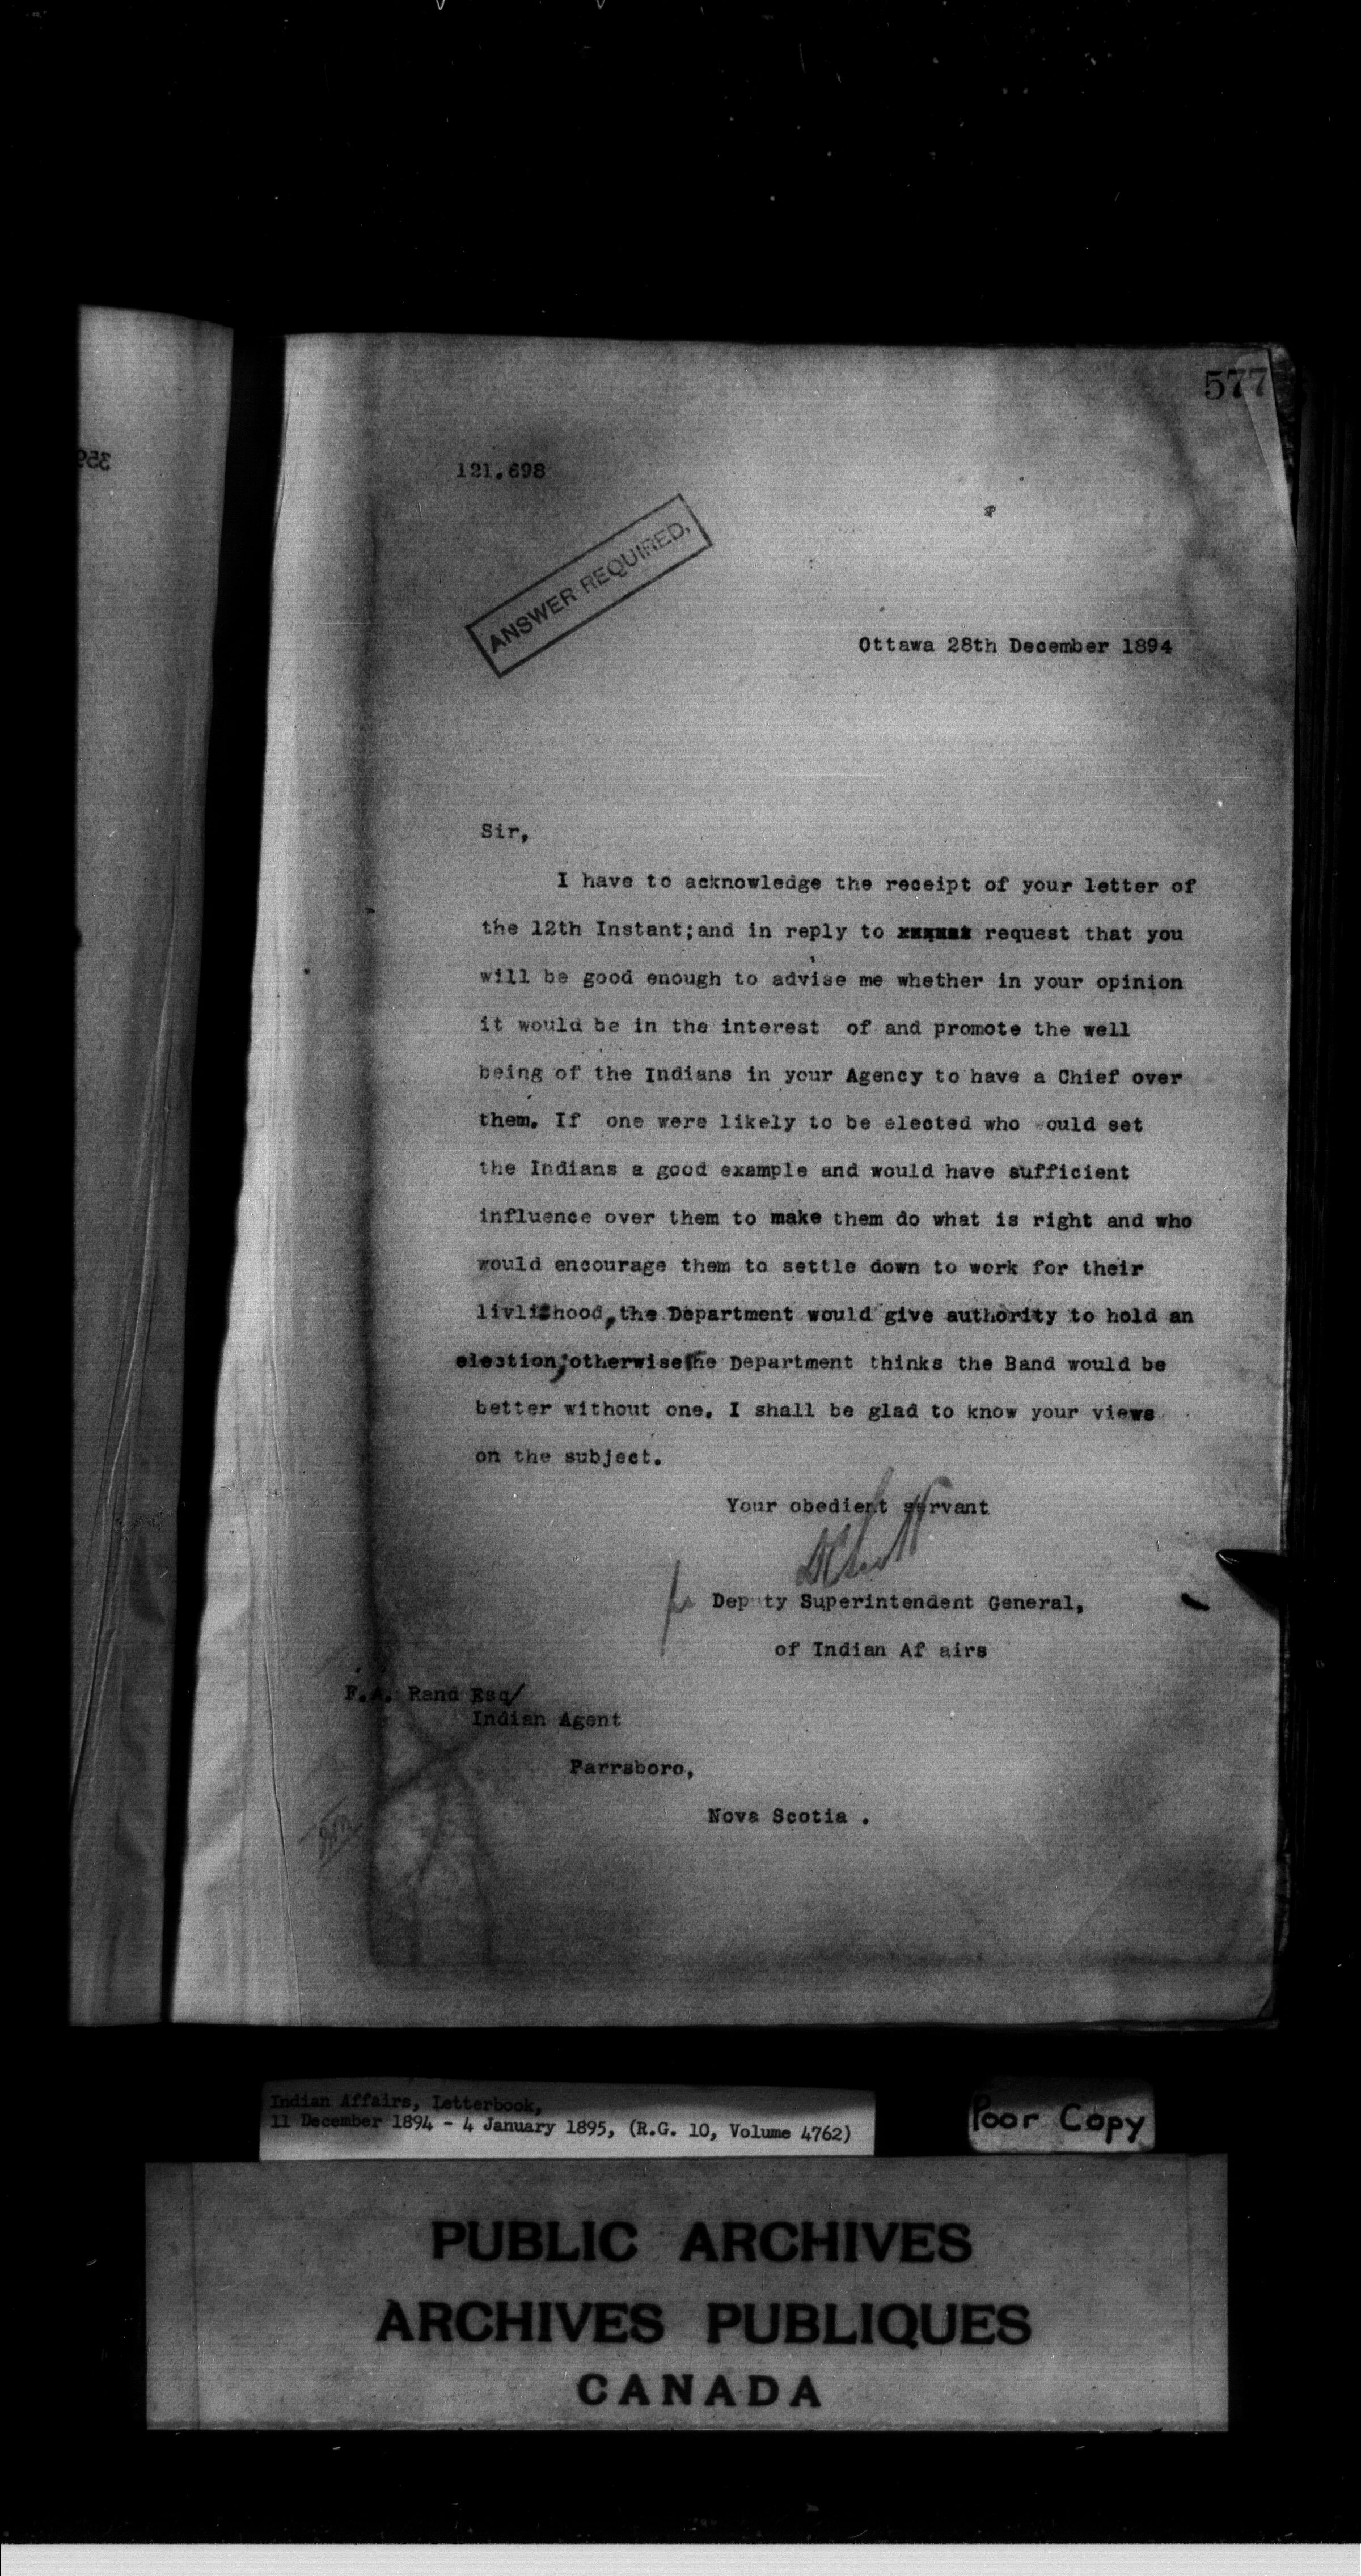 577
359
121.698
ANSWER REQUIRED.
Ottawa 28th December 1894
Sir,
I have to acknowledge the receipt of your letter of
the 12th Instant;and in reply to xxxxxx request that you
will be good enough to advise me whether in your opinion
it would be in the interest of and promote the well
being of the Indians in your Agency to have a Chief over
them. If one were likely to be elected who would set
the Indians a good example and would have sufficient
influence over them to make them do what is right and who
would encourage them to settle down to work for their
livlihood, the Department would give authority to hold an
election; otherwise the Department thinks the Band would be
better without one. I shall be glad to know your views
on the subject.
Your obedient servant
Deputy Superintendent General,
of Indian Af airs
F.A. Rand Esq/
Indian Agent
Parrsboro,
Nova Scotia .
Indian Affairs, Letterbook,
11 December 1894 - 4 January 1895, (R.G. 10, Volume 4762)
Poor Copy
PUBLIC ARCHIVES
ARCHIVES PUBLIQUES
CANADA